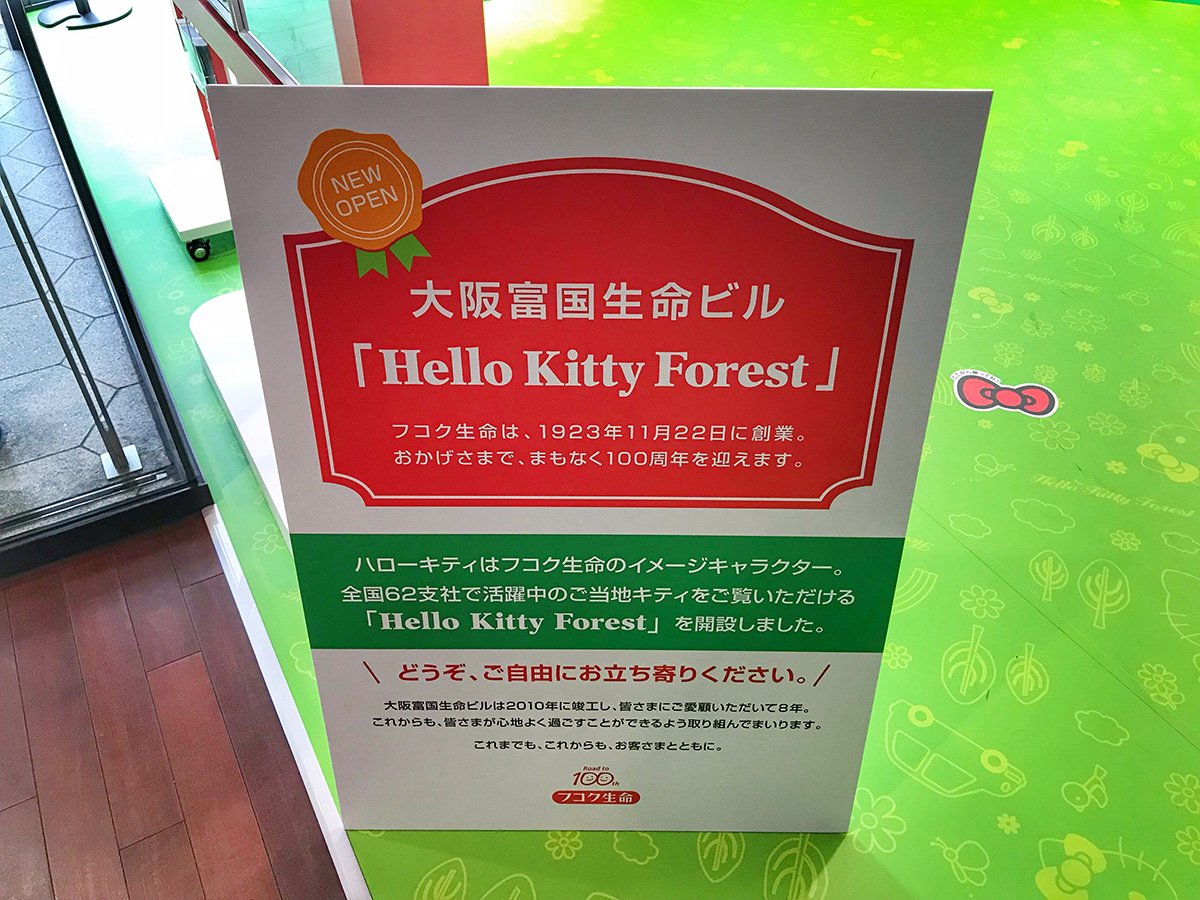 NEW
OPEN
大阪富国生命ビル
「Hello Kitty Forest」
フコク生命は、1923年11月22日に創業。
おかげさまで、まもなく100周年を迎えます。
ハローキティはフコク生命のイメージキャラクター。
全国62支社で活躍中のご当地キティをご覧いただける
「Hello Kitty Forest」を開設しました。
\ どうぞ、ご自由にお立ち寄りください。 /
大阪富国生命ビルは2010年に竣工し、皆さまにご愛顧いただいて8年。
これからも、皆さまが心地よく過ごすことができるよう取り組んでまいります。
これまでも、これからも、お客さまとともに。
Road to
100th
フコク生命
Hello Kitty Forest